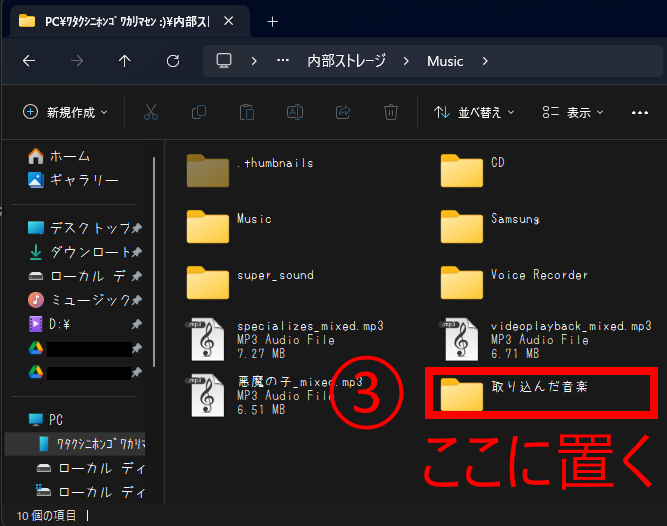 PC¥ﾜﾀｸｼﾆﾎﾝｺﾞﾜｶﾘﾏｾﾝ :)¥内部ｽﾄ
内部ストレージ Music
新規作成 並べ替え 表示
ホーム
ギャラリー
デスクトップ
ダウンロート
ローカル デ
ミュージック
D:¥
PC
ﾜﾀｸｼﾆﾎﾝｺﾞﾜｶﾘﾏ
ローカル ディ
ローカル ディ
.thumbnails
CD
Music
Samsung
super_sound
Voice Recorder
specializes_mixed.mp3
MP3 Audio File
7.27 MB
videoplayback_mixed.mp3
MP3 Audio File
6.71 MB
悪魔の子_mixed.mp3
MP3 Audio File
6.51 MB
③
取り込んだ音楽
ここに置く
10 個の項目